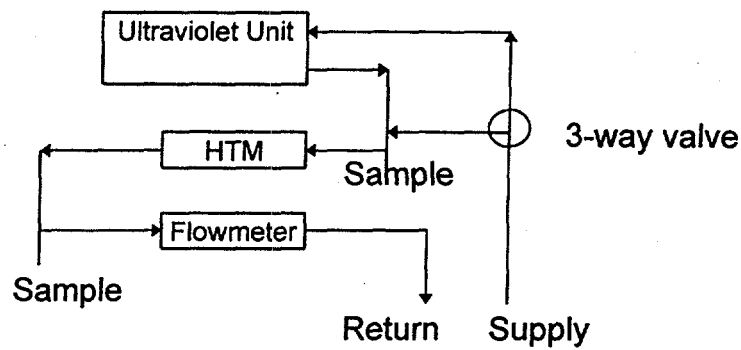 Ultraviolet Unit
3-way valve
HTM
Sample
Flowmeter
Sample
Return
Supply